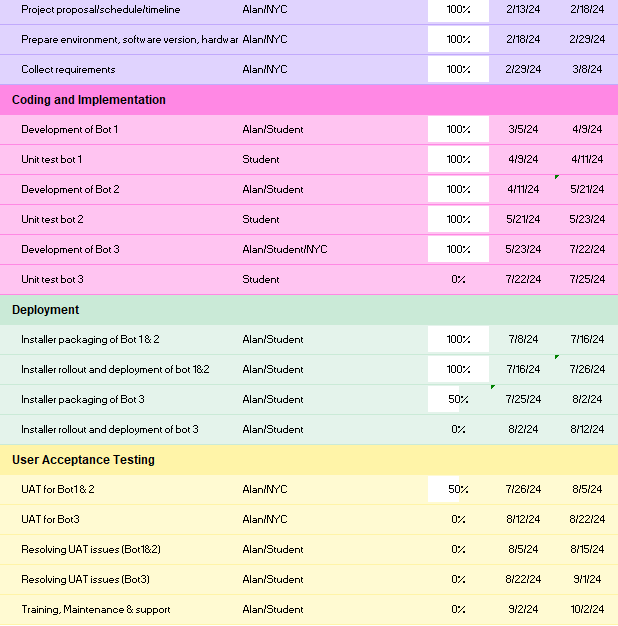 Project proposal/schedule/timeline Alan/NYC 100% 2/13/24 2/18/24
Prepare environment, software version, hardwar Alan/NYC 100% 2/18/24 2/29/24
Collect requirements Alan/NYC 100% 2/29/24 3/8/24
Coding and Implementation
Development of Bot 1 Alan/Student 100% 3/5/24 4/9/24
Unit test bot 1 Student 100% 4/9/24 4/11/24
Development of Bot 2 Alan/Student 100% 4/11/24 5/21/24
Unit test bot 2 Student 100% 5/21/24 5/23/24
Development of Bot 3 Alan/Student/NYC 100% 5/23/24 7/22/24
Unit test bot 3 Student 0% 7/22/24 7/25/24
Deployment
Installer packaging of Bot 1& 2 Alan/Student 100% 7/8/24 7/16/24
Installer rollout and deployment of bot 1&2 Alan/Student 100% 7/16/24 7/26/24
Installer packaging of Bot 3 Alan/Student 50% 7/25/24 8/2/24
Installer rollout and deployment of bot 3 Alan/Student 0% 8/2/24 8/12/24
User Acceptance Testing
UAT for Bot1& 2 Alan/NYC 50% 7/26/24 8/5/24
UAT for Bot3 Alan/NYC 0% 8/12/24 8/22/24
Resolving UAT issues (Bot1&2) Alan/Student 0% 8/5/24 8/15/24
Resolving UAT issues (Bot3) Alan/Student 0% 8/22/24 9/1/24
Training, Maintenance & support Alan/Student 0% 9/2/24 10/2/24